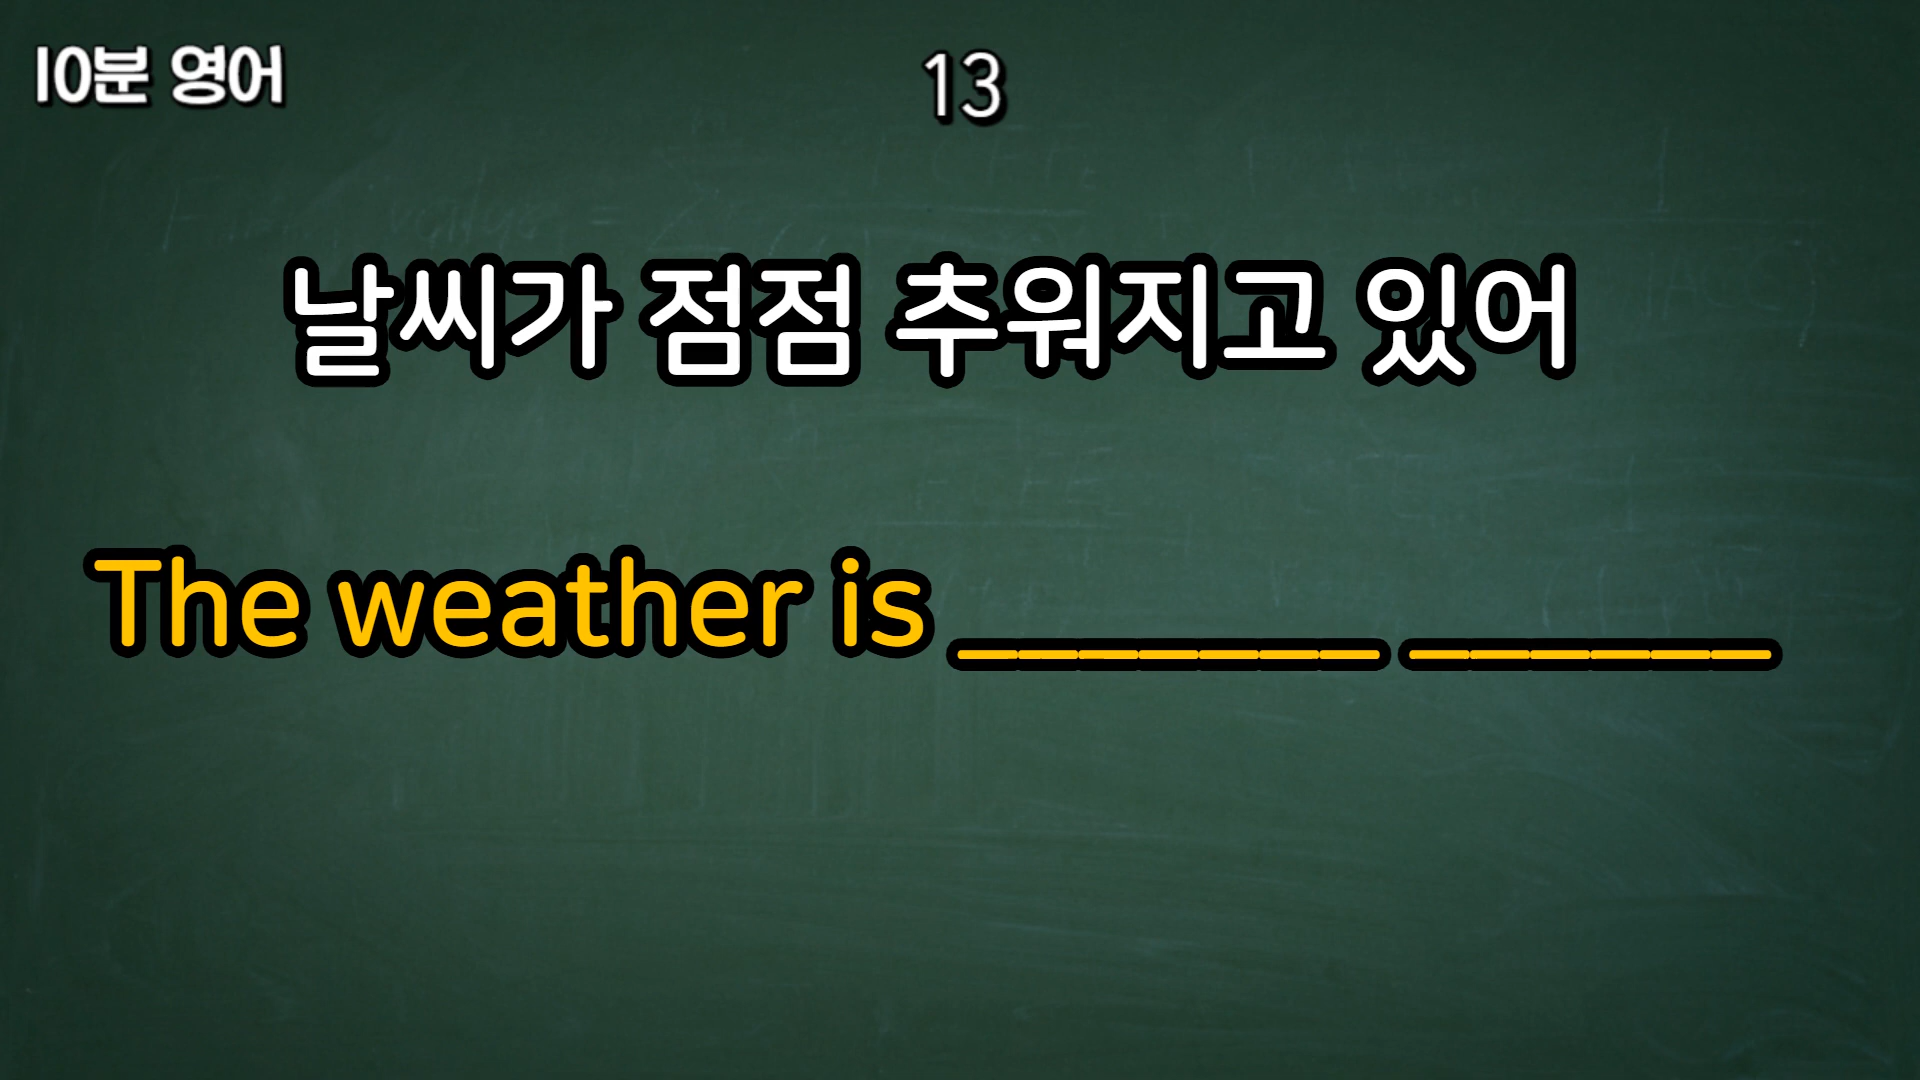 10분 영어
13
날씨가 점점 추워지고 있어
The weather is _______ ______